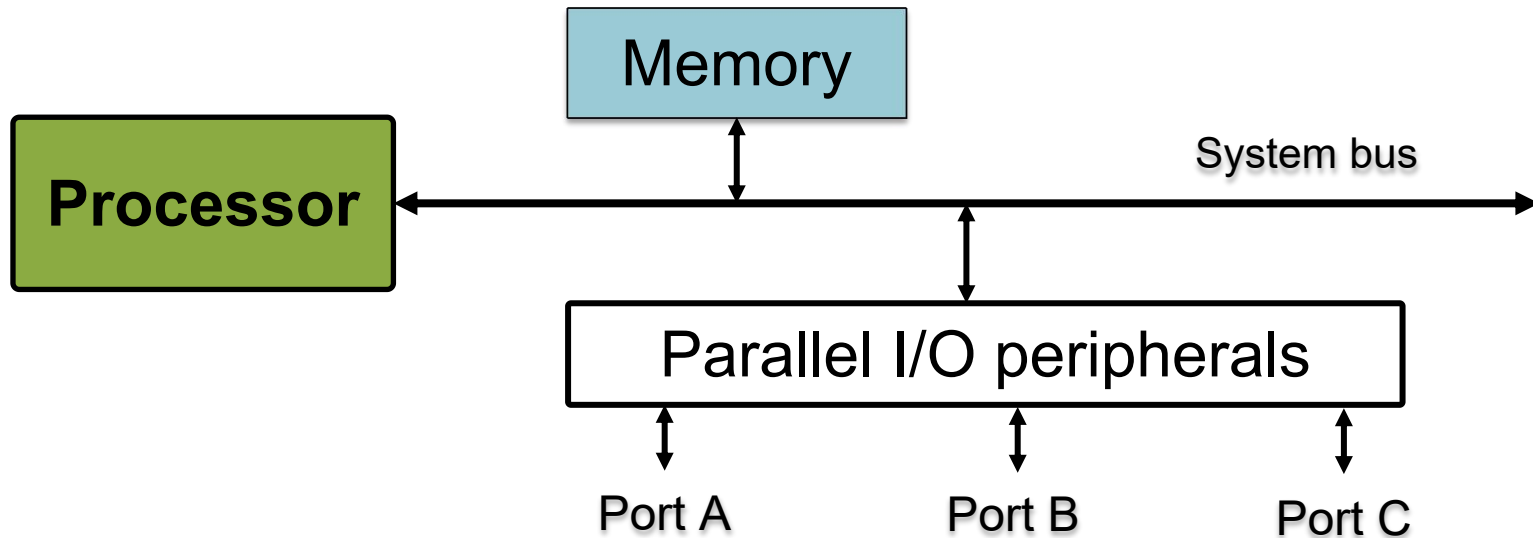 Memory
System bus
Processor
Parallel I/O peripherals
Port A
Port B
Port C